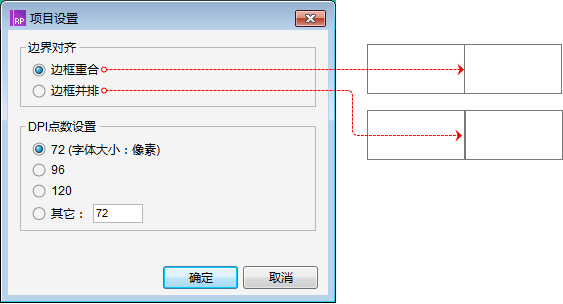 RP 项目设置
边界对齐
边框重合
边框并排
DPI点数设置
72 (字体大小：像素)
96
120
其它： 72
确定 取消